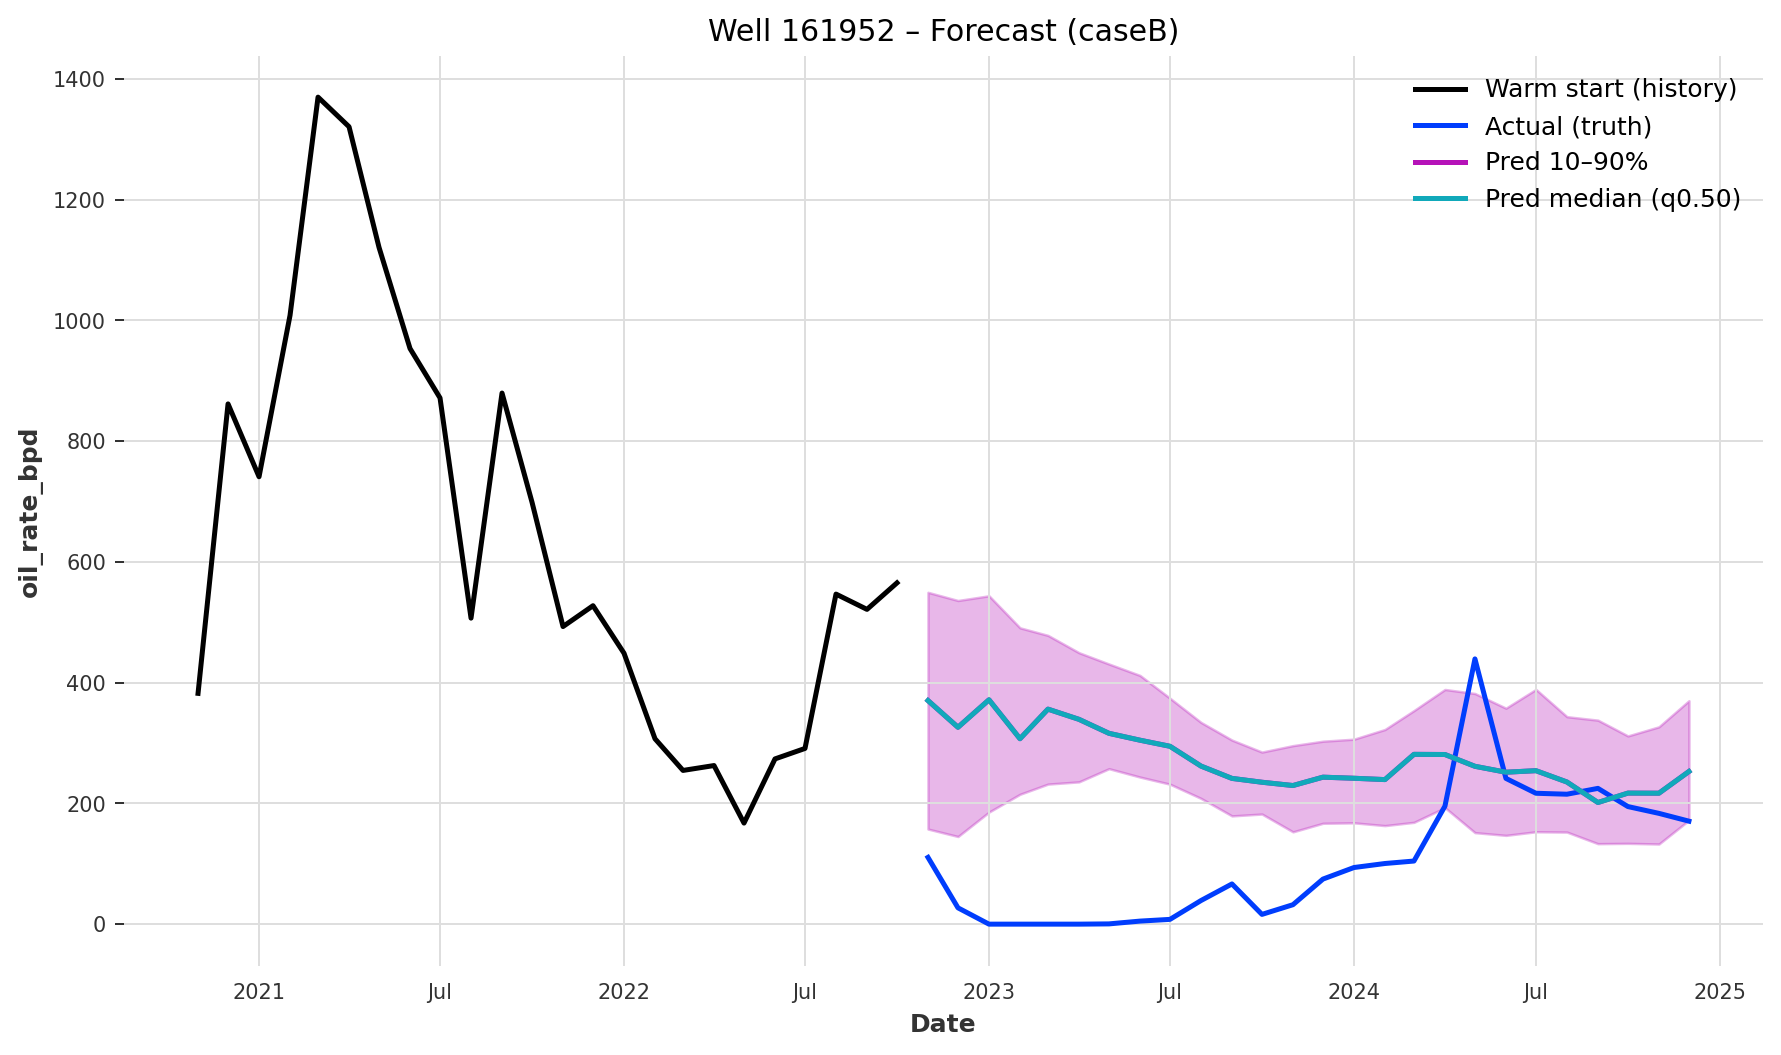 Well 161952 – Forecast (caseB)
Warm start (history)
Actual (truth)
Pred 10–90%
Pred median (q0.50)
oil_rate_bpd
1400
1200
1000
800
600
400
200
0
2021
Jul
2022
Jul
2023
Jul
2024
Jul
2025
Date